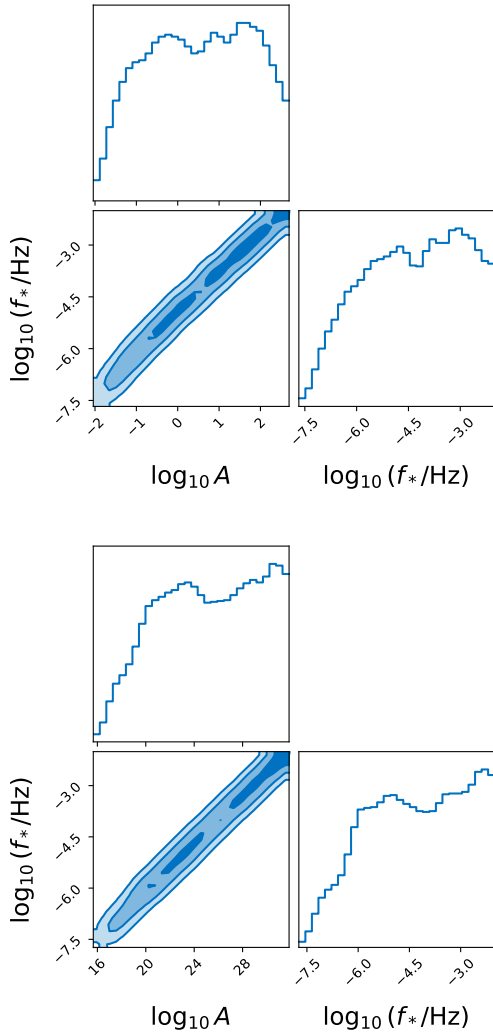 log₁₀ (f∗/Hz)
−3.0
−4.5
−6.0
−7.5
−2 −1 0 1 2
−7.5 −6.0 −4.5 −3.0
log₁₀ A
log₁₀ (f∗/Hz)
log₁₀ (f∗/Hz)
−3.0
−4.5
−6.0
−7.5
16 20 24 28
−7.5 −6.0 −4.5 −3.0
log₁₀ A
log₁₀ (f∗/Hz)